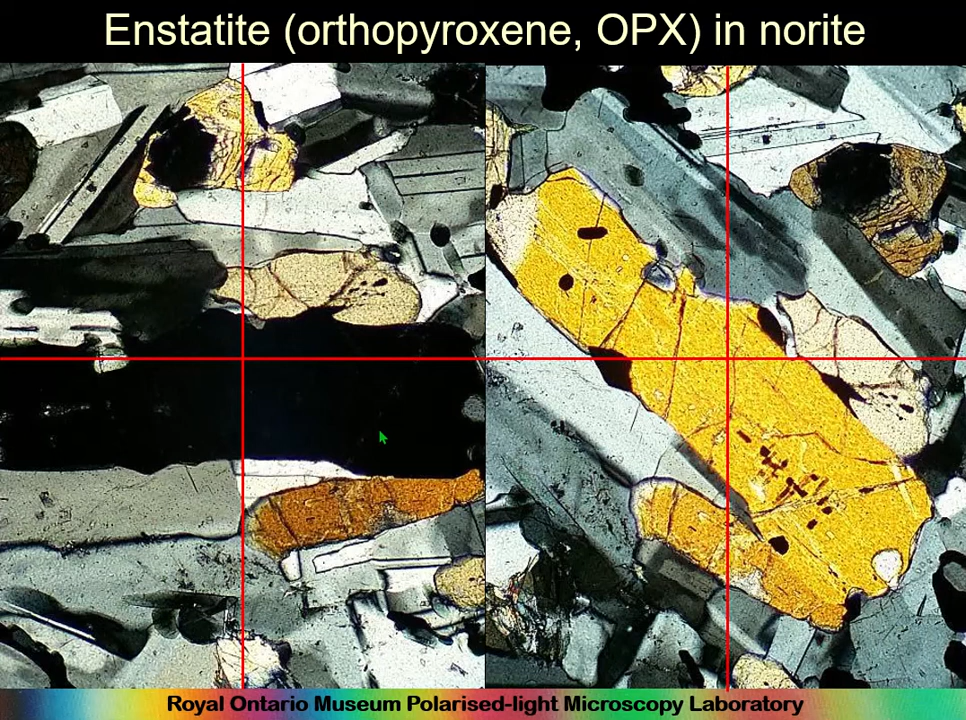 Enstatite (orthopyroxene, OPX) in norite
Royal Ontario Museum Polarised-light Microscopy Laboratory